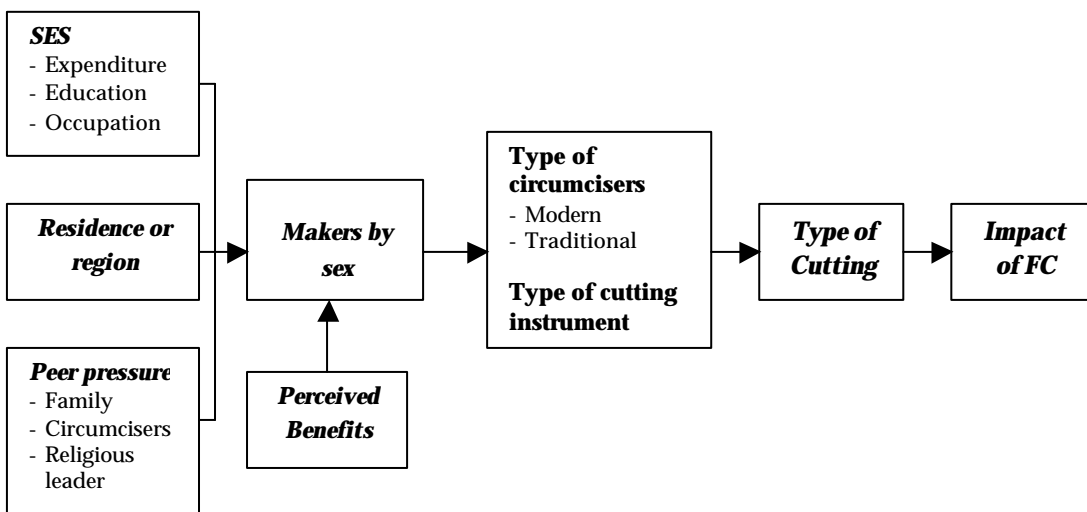 SES
- Expenditure
- Education
- Occupation
Residence or
region
Peer pressure
- Family
- Circumcisers
- Religious
leader
Makers by
sex
Perceived
Benefits
Type of
circumcisers
- Modern
- Traditional
Type of cutting
instrument
Type of
Cutting
Impact
of FC